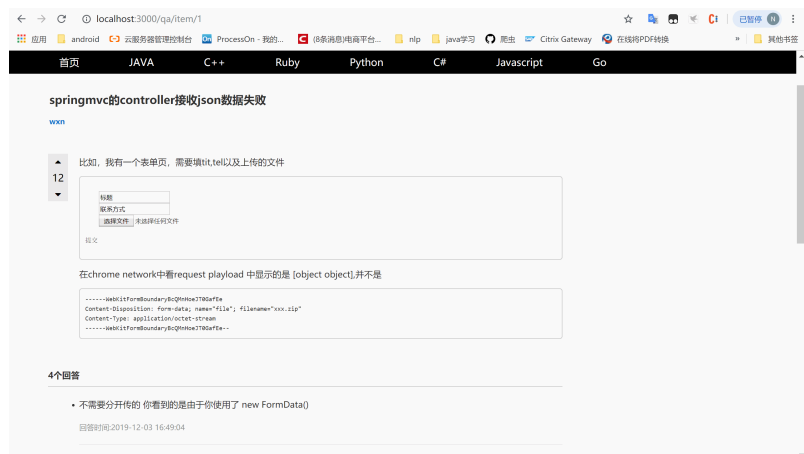 localhost:3000/qa/item/1
已暂停 N
应用 android 云服务器管理控制台 On ProcessOn - 我的... C (8条消息)电商平台... nlp java学习 爬虫 Citrix Gateway 在线将PDF转换 » 其他书签
首页 JAVA C++ Ruby Python C# Javascript Go
springmvc的controller接收json数据失败
wxn
12
比如，我有一个表单页，需要填tit,tel以及上传的文件
标题
联系方式
选择文件 未选择任何文件
提交
在chrome network中看request playload 中显示的是 [object object],并不是
------WebKitFormBoundaryBcQMnHoeJT0GafEe
Content-Disposition: form-data; name="file"; filename="xxx.zip"
Content-Type: application/octet-stream
------WebKitFormBoundaryBcQMnHoeJT0GafEe--
4个回答
• 不需要分开传的 你看到的是由于你使用了 new FormData()
回答时间:2019-12-03 16:49:04